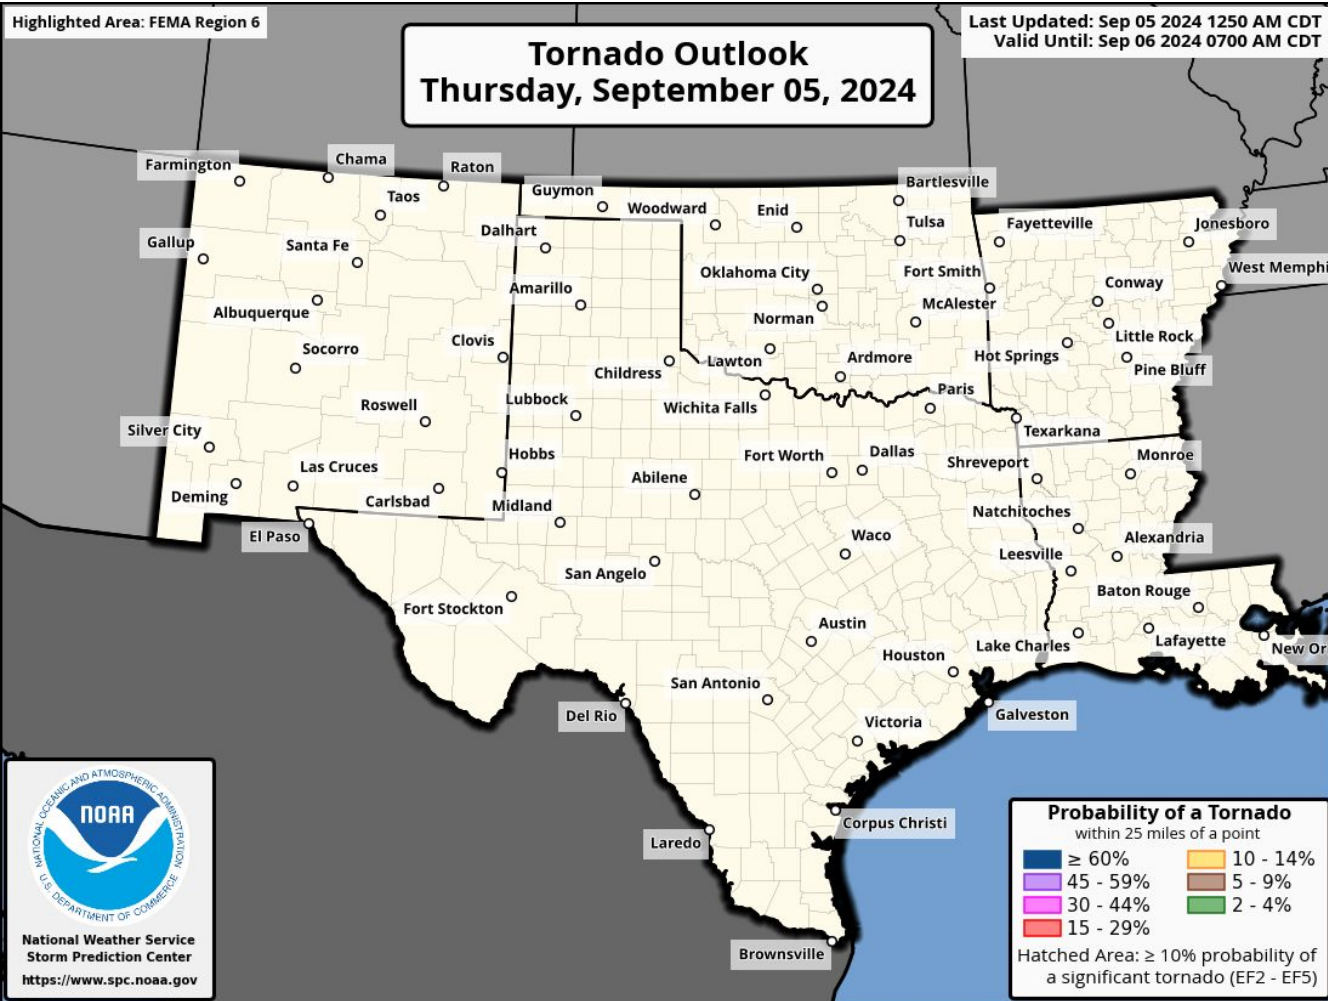 Highlighted Area: FEMA Region 6
Last Updated: Sep 05 2024 1250 AM CDT
Valid Until: Sep 06 2024 0700 AM CDT
Tornado Outlook
Thursday, September 05, 2024
Farmington
Chama
Raton
Taos
Guymon
Woodward
Enid
Bartlesville
Tulsa
Fayetteville
Jonesboro
Gallup
Santa Fe
Dalhart
Oklahoma City
Fort Smith
West Memphi
Albuquerque
Amarillo
Norman
McAlester
Conway
Socorro
Clovis
Childress
Lawton
Ardmore
Hot Springs
Little Rock
Pine Bluff
Roswell
Lubbock
Wichita Falls
Paris
Texarkana
Silver City
Las Cruces
Hobbs
Abilene
Fort Worth
Dallas
Shreveport
Monroe
Deming
Carlsbad
Midland
Natchitoches
El Paso
San Angelo
Waco
Leesville
Alexandria
Fort Stockton
Austin
Baton Rouge
Houston
Lake Charles
Lafayette
New Or
San Antonio
Del Rio
Victoria
Galveston
Laredo
Corpus Christi
Brownsville
NATIONAL OCEANIC AND ATMOSPHERIC ADMINISTRATION
NOAA
U.S. DEPARTMENT OF COMMERCE
National Weather Service
Storm Prediction Center
https://www.spc.noaa.gov
Probability of a Tornado
within 25 miles of a point
≥ 60%
45 - 59%
30 - 44%
15 - 29%
10 - 14%
5 - 9%
2 - 4%
Hatched Area: ≥ 10% probability of
a significant tornado (EF2 - EF5)